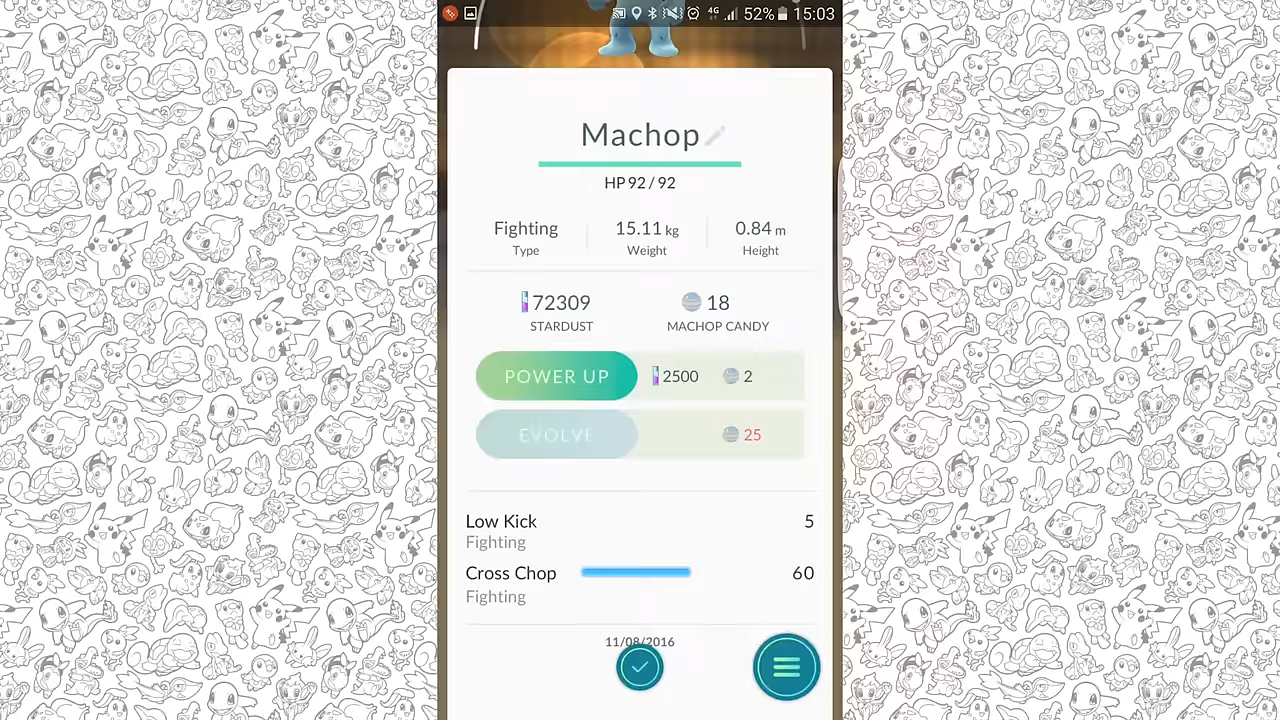 4G 52% 15:03
Machop
HP 92 / 92
Fighting 15.11 kg 0.84 m
Type Weight Height
72309 18
STARDUST MACHOP CANDY
POWER UP 2500 2
EVOLVE 25
Low Kick 5
Fighting
Cross Chop 60
Fighting
11/08/2016